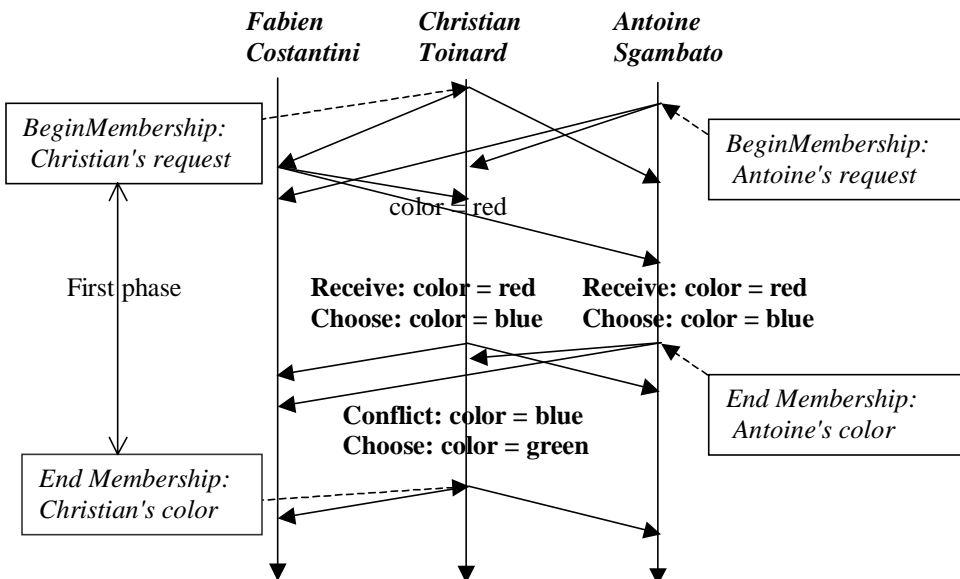 Fabien
Costantini
Christian
Toinard
Antoine
Sgambato
BeginMembership:
Christian's request
BeginMembership:
Antoine's request
color = red
First phase
Receive: color = red
Choose: color = blue
Receive: color = red
Choose: color = blue
Conflict: color = blue
Choose: color = green
End Membership:
Antoine's color
End Membership:
Christian's color